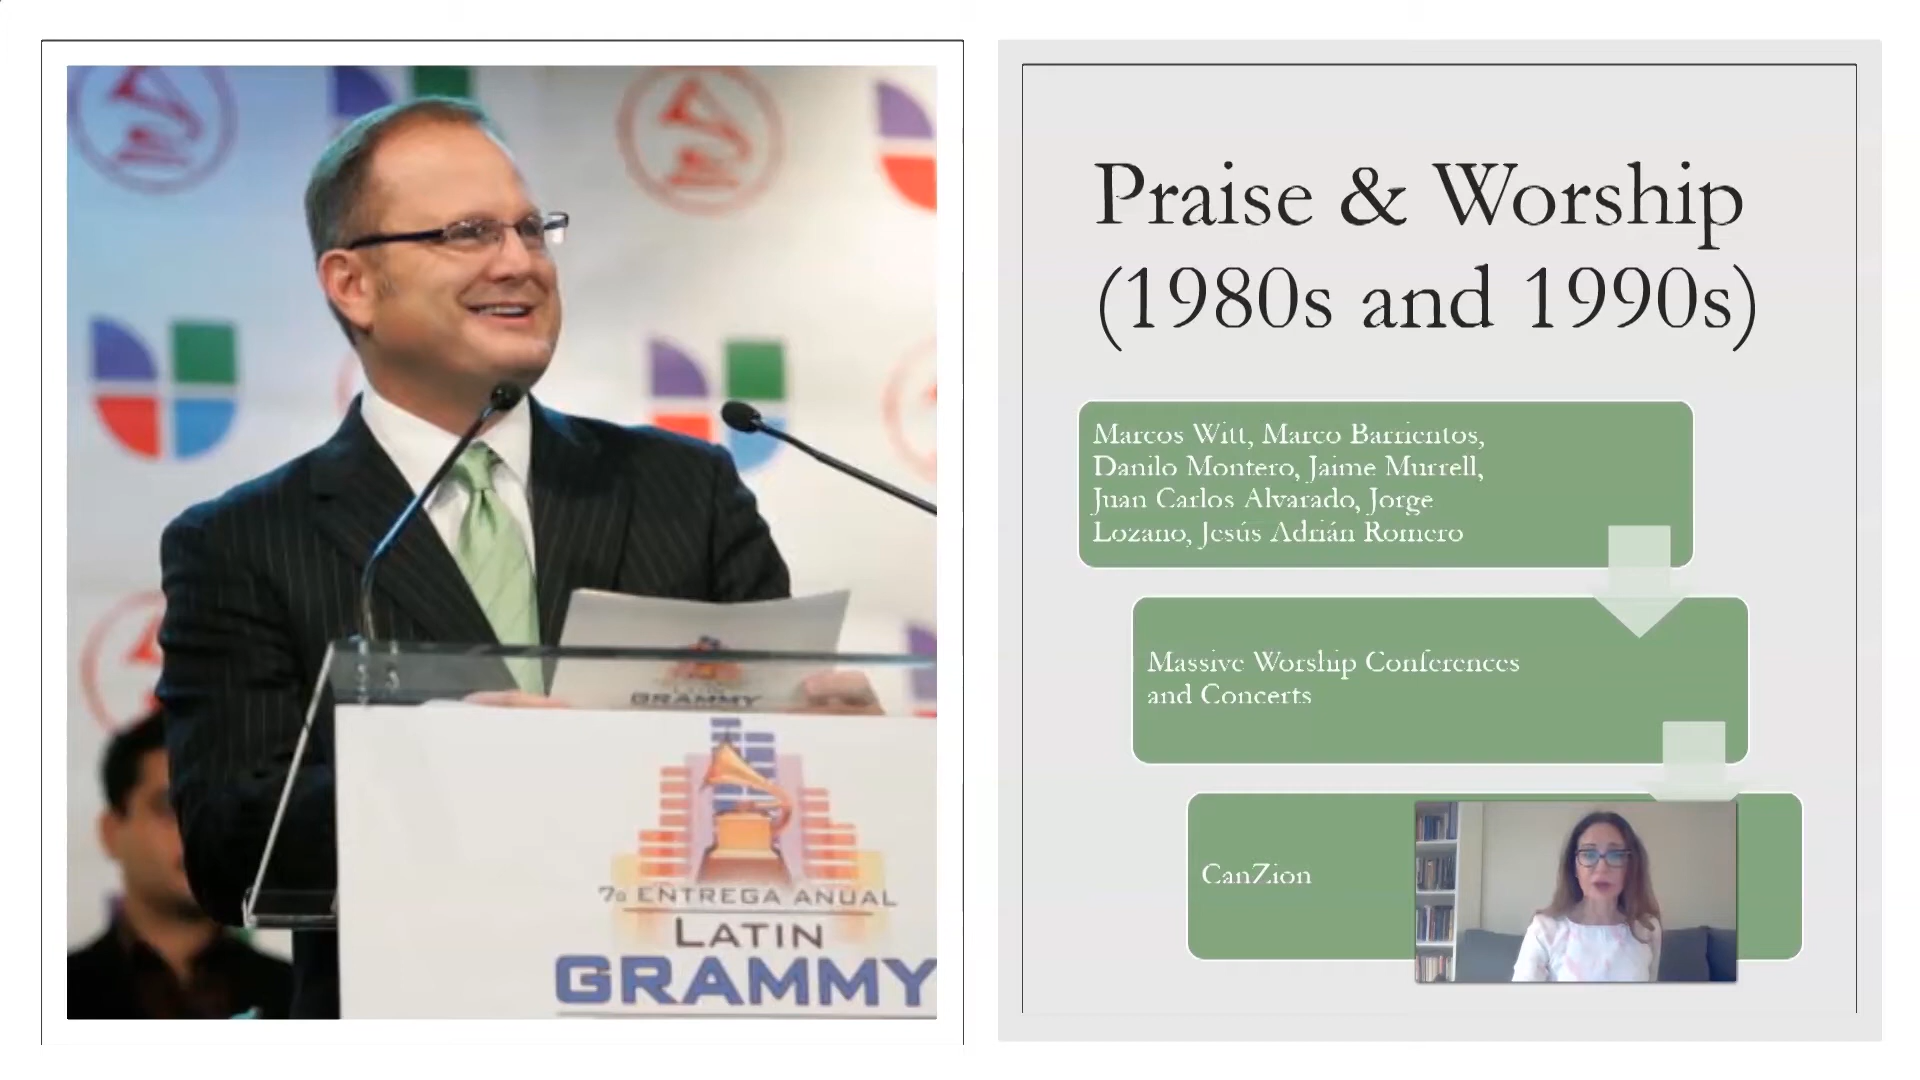 GRAMMY
7a ENTREGA ANUAL
LATIN
GRAMMY
Praise & Worship
(1980s and 1990s)
Marcos Witt, Marco Barrientos,
Danilo Montero, Jaime Murrell,
Juan Carlos Alvarado, Jorge
Lozano, Jesús Adrián Romero
Massive Worship Conferences
and Concerts
CanZion